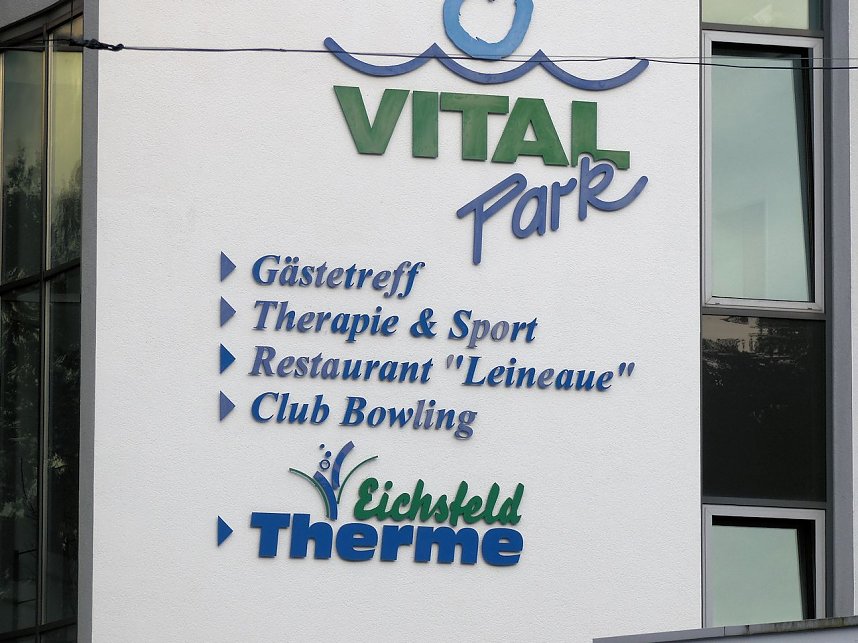 VITAL
Park
Gästetreff
Therapie & Sport
Restaurant "Leineaue"
Club Bowling
Eichsfeld
Therme